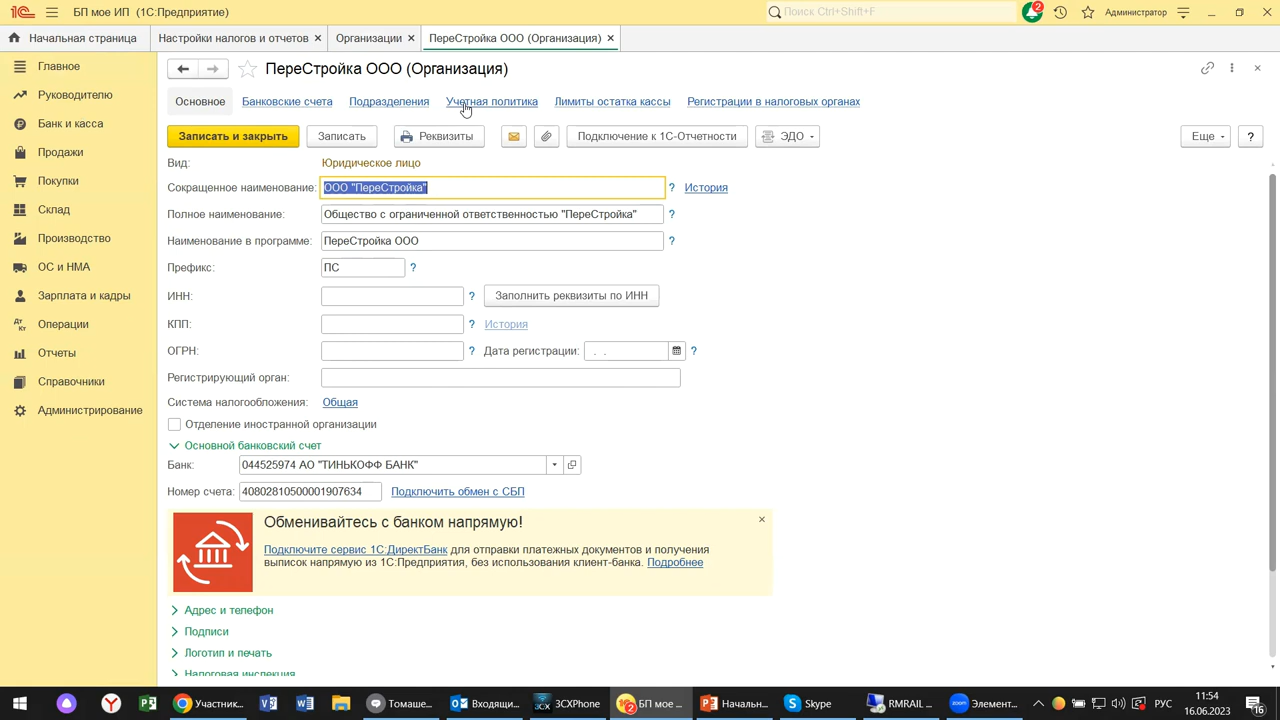 БП мое ИП (1С:Предприятие)
Поиск Ctrl+Shift+F
2
Администратор
Начальная страница
Настройки налогов и отчетов ×
Организации ×
ПереСтройка ООО (Организация) ×
Главное
Руководителю
Банк и касса
Продажи
Покупки
Склад
Производство
ОС и НМА
Зарплата и кадры
Операции
Отчеты
Справочники
Администрирование
ПереСтройка ООО (Организация)
Основное
Банковские счета
Подразделения
Учетная политика
Лимиты остатка кассы
Регистрации в налоговых органах
Записать и закрыть
Записать
Реквизиты
Подключение к 1С-Отчетности
ЭДО
Еще
?
Вид: Юридическое лицо
Сокращенное наименование: ООО "ПереСтройка" ? История
Полное наименование: Общество с ограниченной ответственностью "ПереСтройка" ?
Наименование в программе: ПереСтройка ООО ?
Префикс: ПС ?
ИНН: ? Заполнить реквизиты по ИНН
КПП: ? История
ОГРН: ? Дата регистрации: . . ?
Регистрирующий орган:
Система налогообложения: Общая
Отделение иностранной организации
Основной банковский счет
Банк: 044525974 АО "ТИНЬКОФФ БАНК"
Номер счета: 40802810500001907634 Подключить обмен с СБП
Обменивайтесь с банком напрямую!
Подключите сервис 1С:ДиректБанк для отправки платежных документов и получения
выписок напрямую из 1С:Предприятия, без использования клиент-банка. Подробнее
Адрес и телефон
Подписи
Логотип и печать
Налоговая инспекция
Участник...
Томаше...
Входящи...
3CXPhone
БП мое ...
Начальн...
Skype
RMRAIL ...
Элемент...
РУС
11:54
16.06.2023
16